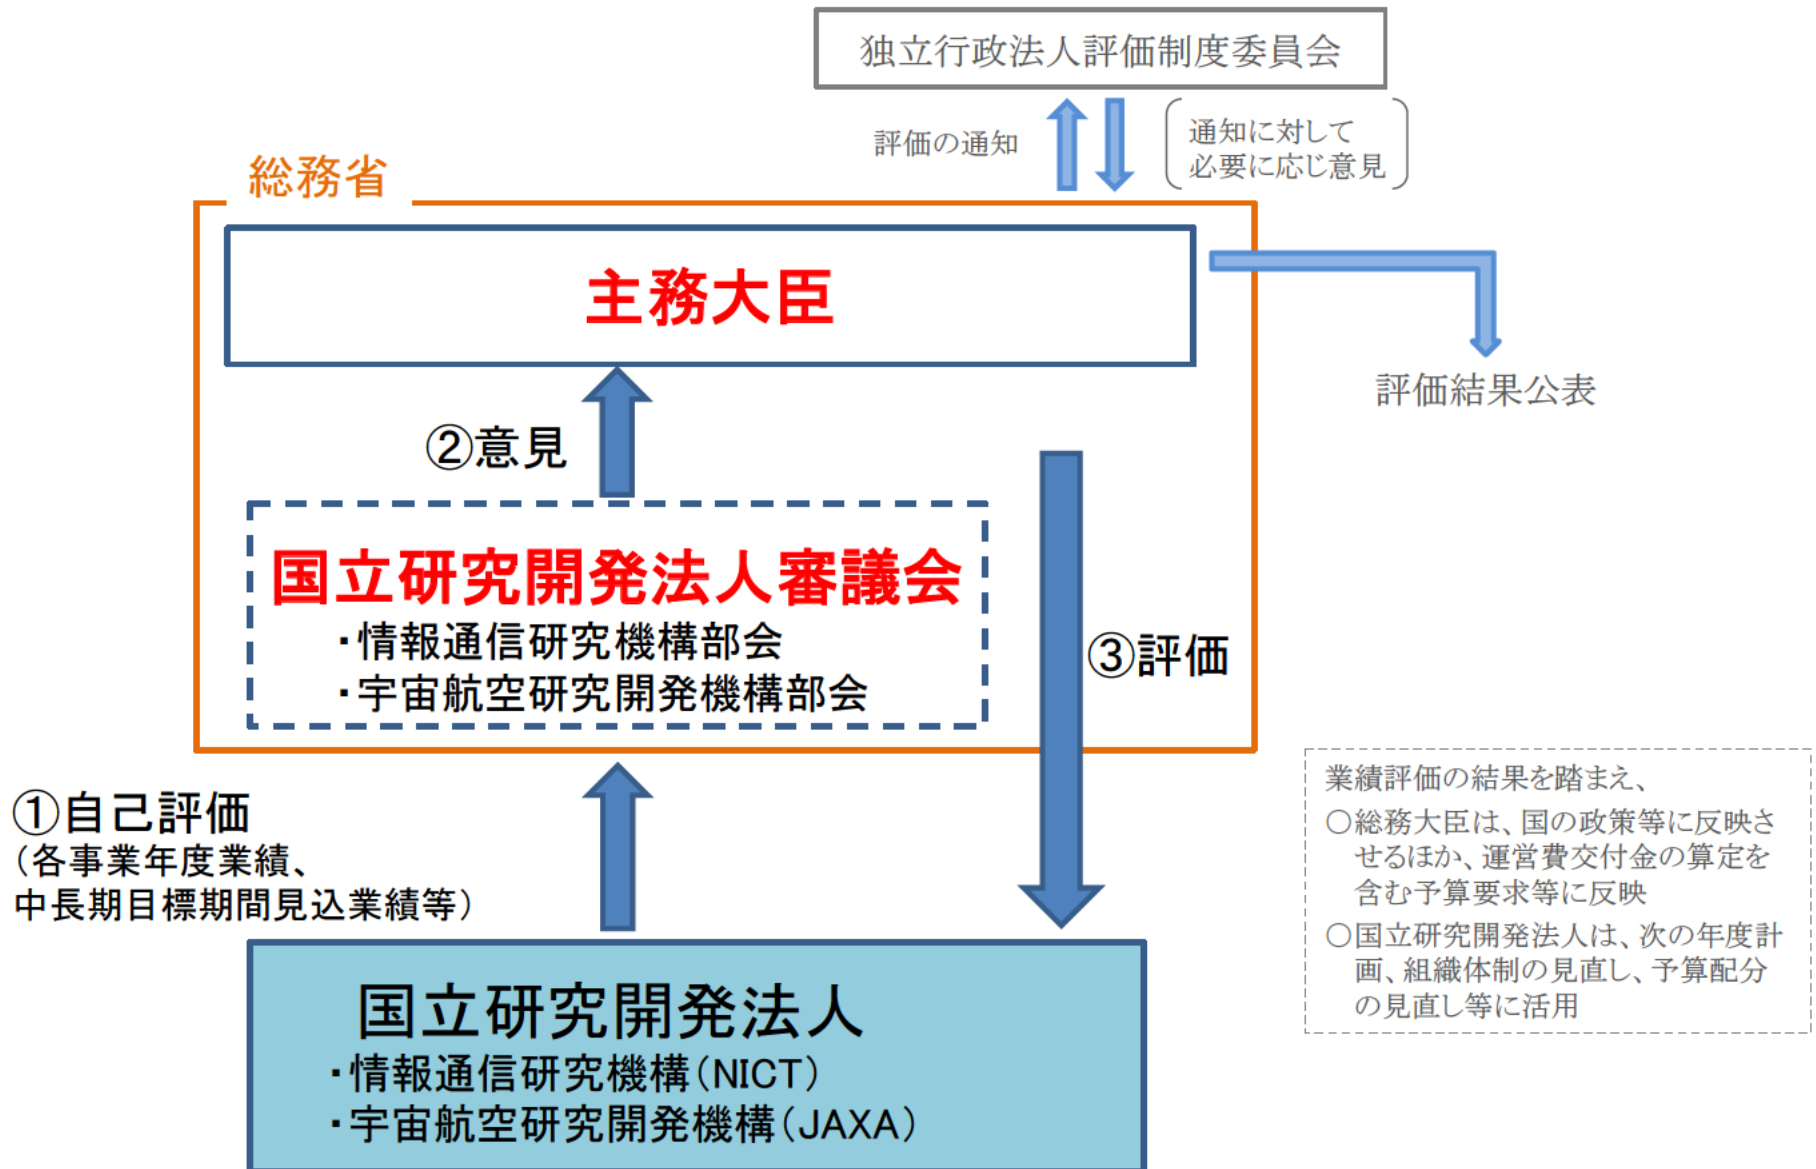 独立行政法人評価制度委員会
評価の通知
通知に対して
必要に応じ意見
総務省
主務大臣
評価結果公表
②意見
国立研究開発法人審議会
・情報通信研究機構部会
・宇宙航空研究開発機構部会
③評価
①自己評価
（各事業年度業績、
中長期目標期間見込業績等）
業績評価の結果を踏まえ、
○総務大臣は、国の政策等に反映さ
せるほか、運営費交付金の算定を
含む予算要求等に反映
○国立研究開発法人は、次の年度計
画、組織体制の見直し、予算配分
の見直し等に活用
国立研究開発法人
・情報通信研究機構（NICT）
・宇宙航空研究開発機構（JAXA）